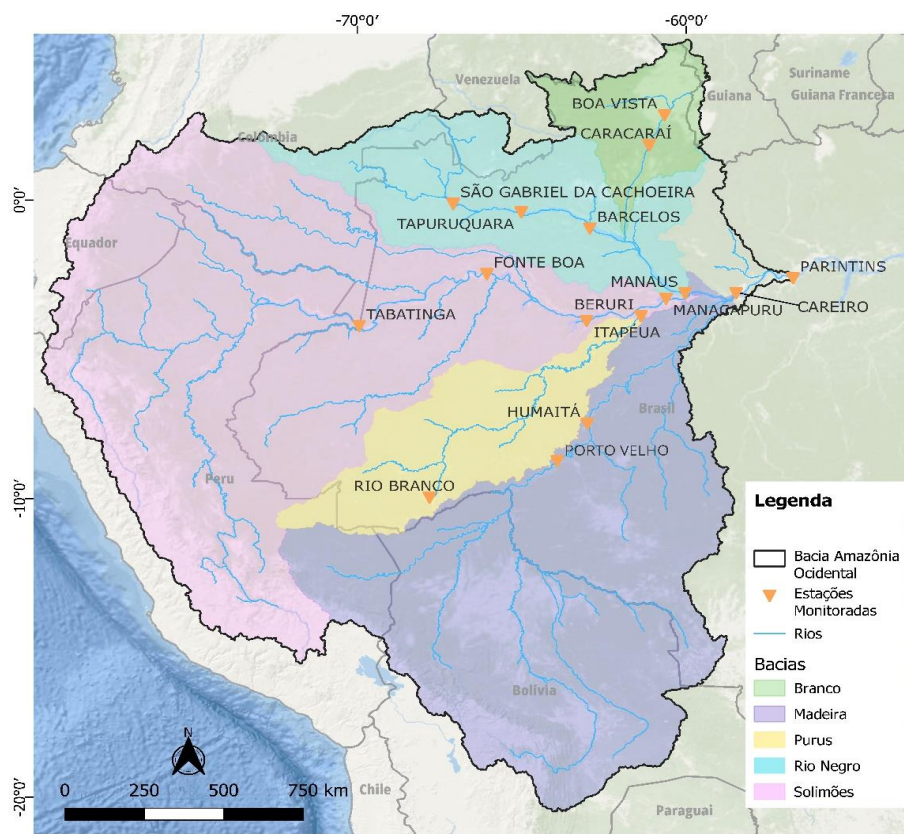 -70°0′
-60°0′
Venezuela
Suriname
Guiana
Guiana Francesa
BOA VISTA
CARACARAÍ
Colômbia
0°0′
SÃO GABRIEL DA CACHOEIRA
TAPURUQUARA
BARCELOS
Equador
FONTE BOA
MANAUS
PARINTINS
BERURI
MANACAPURU
CAREIRO
TABATINGA
ITAPEUA
HUMAITÁ
Brasil
PORTO VELHO
RIO BRANCO
Peru
-10°0′
Legenda
Bacia Amazônia
Ocidental
Estações
Monitoradas
Rios
Bacias
Branco
Madeira
Purus
Rio Negro
Solimões
Bolívia
N
0 250 500 750 km
Chile
-20°0′
Paraguai